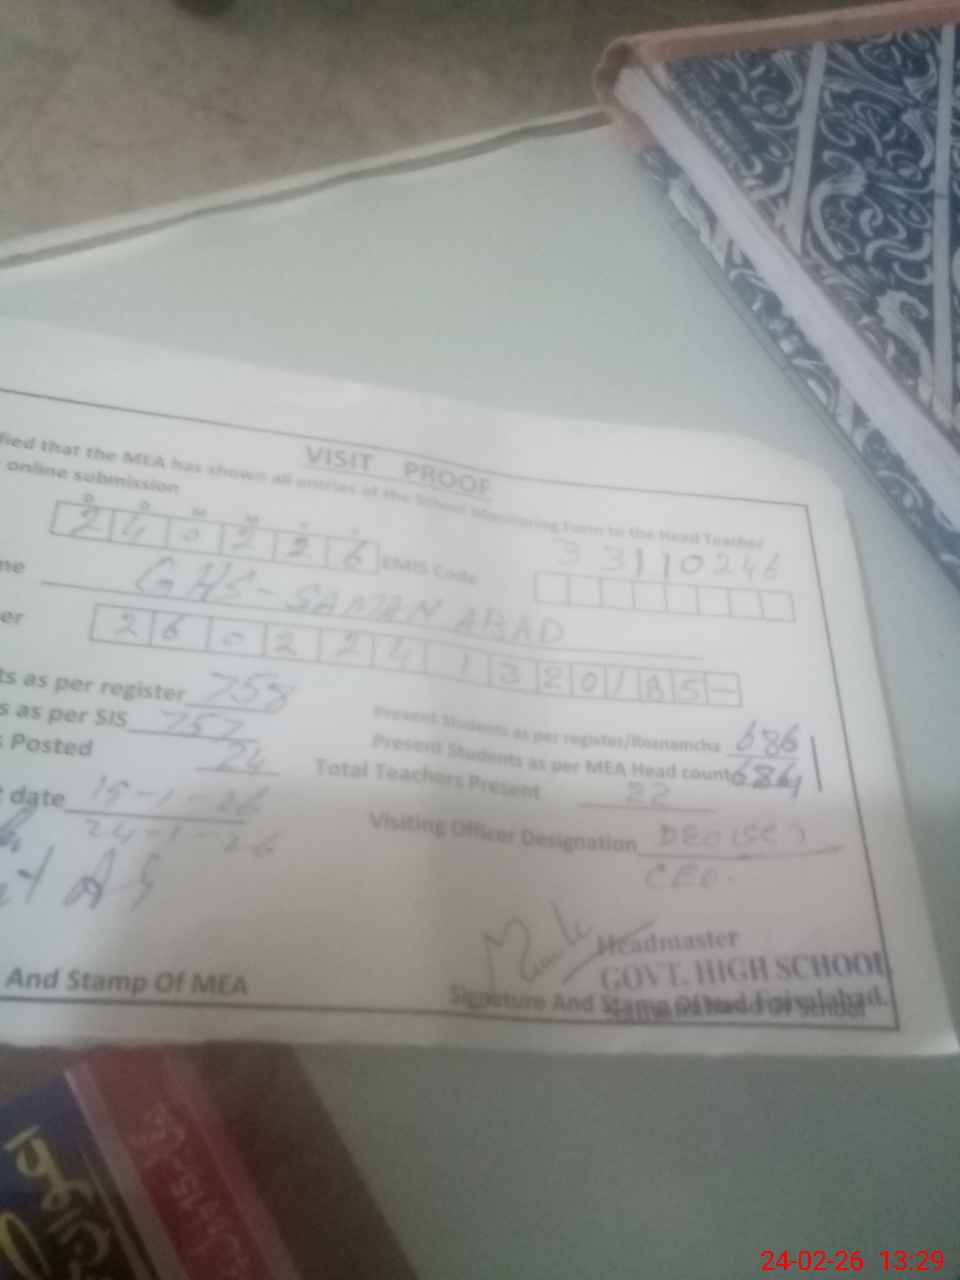 VISIT PROOF
fied that the MEA has shown all entries of the School Monitoring Form to the Head Teacher
online submission
D D M M Y Y
2 4 0 2 2 6 EMIS Code 33110246
me GHS - SAMAN ABAD
er 2 6 0 2 2 4 1 3 2 0 1 8 5 -
ts as per register 758
s as per SIS 757
Present Students as per register/Roznamcha 686
s Posted 24
Present Students as per MEA Head count 684
Total Teachers Present 22
date 19-1-26
24-1-26
Visiting Officer Designation DEO (SE)
CEO.
Headmaster
GOVT. HIGH SCHOOL
Faisalabad.
And Stamp Of MEA
Signature And Stamp Of Head Of School
24-02-26 13:29